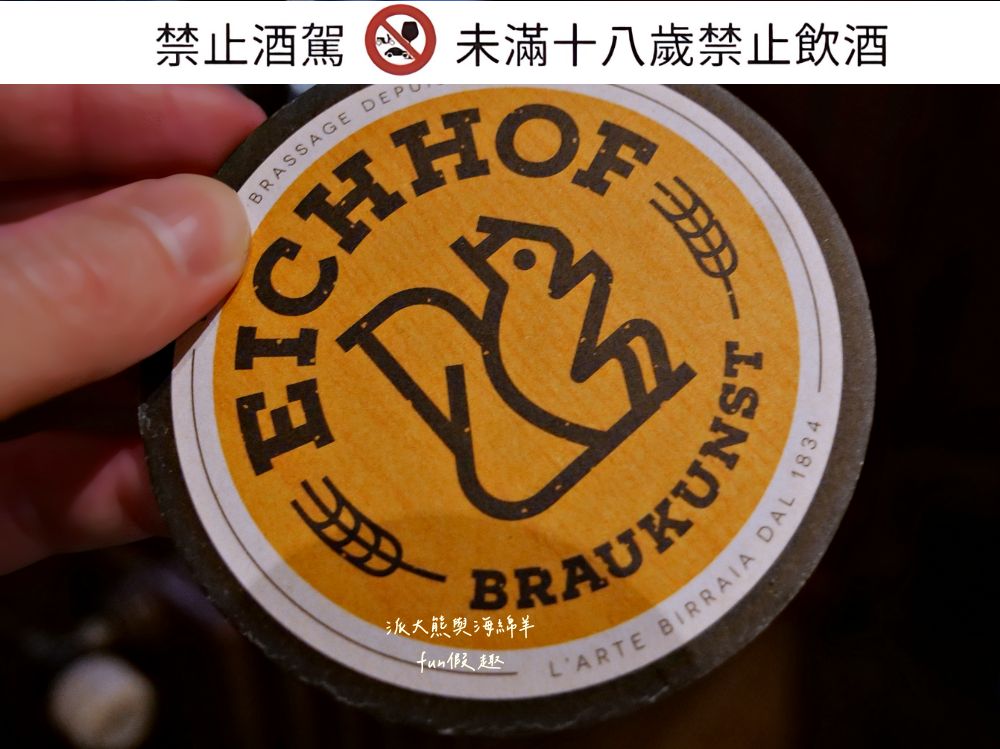 禁止酒駕 未滿十八歲禁止飲酒
BRASSAGE DEPUIS
EICHHOF
BRAUKUNST
L'ARTE BIRRAIA DAL 1834
派大熊與海綿羊
fun假趣